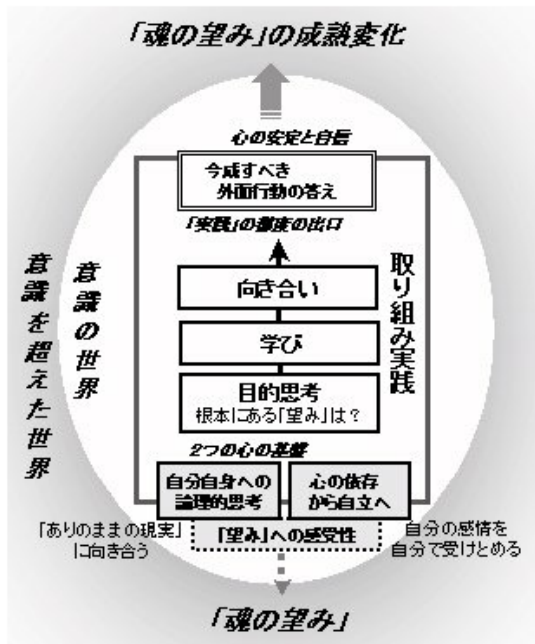 「魂の望み」の成熟変化
心の安定と自信
今成すべき
外面行動の答え
「実践」の都度の出口
向き合い
学び
目的思考
根本にある「望み」は？
2つの心の基盤
自分自身への
論理的思考
心の依存
から自立へ
「望み」への感受性
「ありのままの現実」
に向き合う
自分の感情を
自分で受けとめる
取り組み実践
意識の世界
意識を超えた世界
「魂の望み」